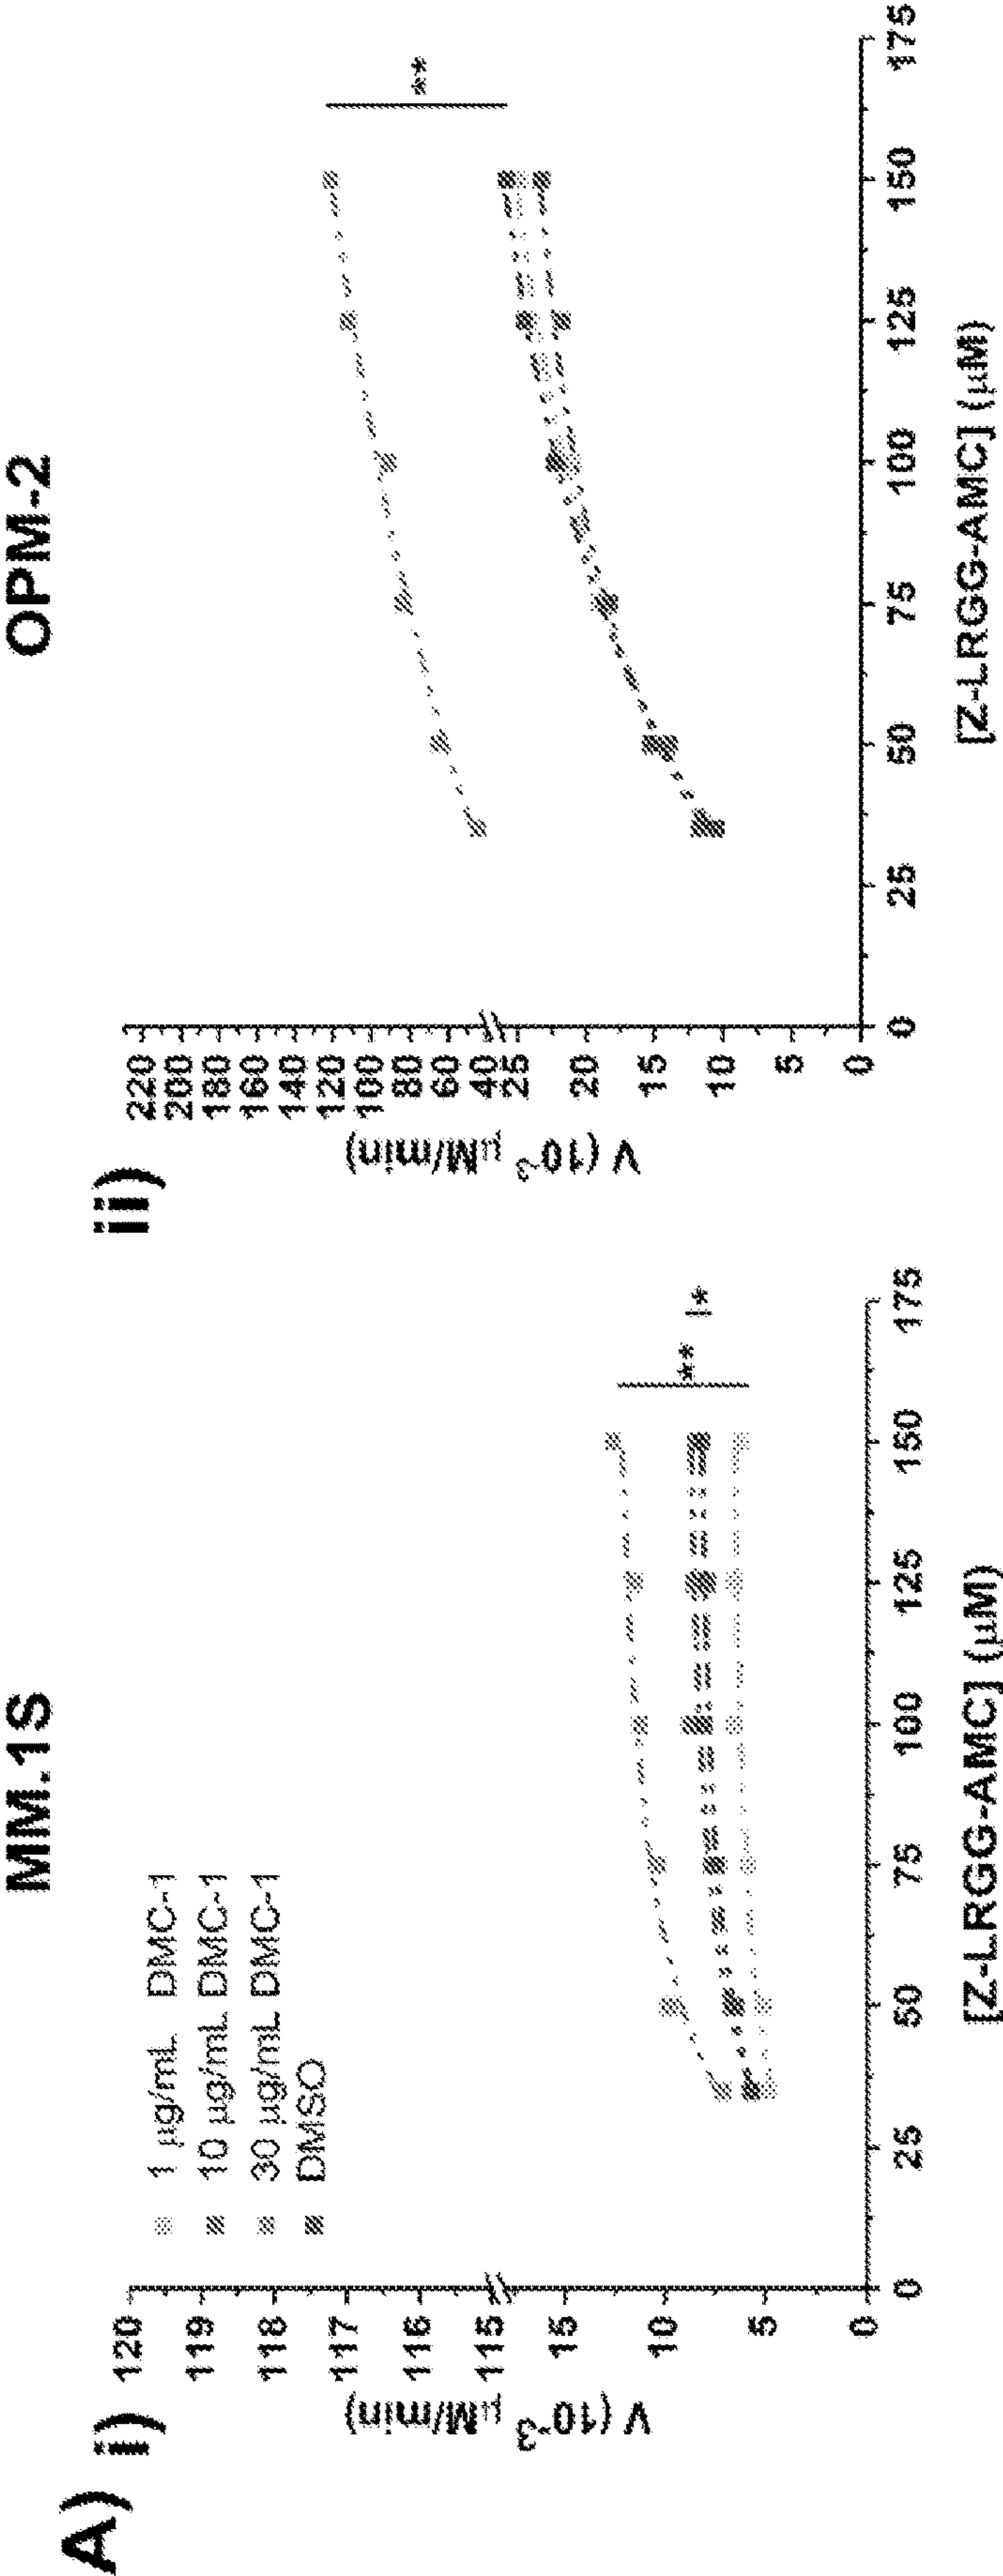 A)
i)
MM.1S
120
119
118
117
116
115
15
10
5
0
V (10⁻³ μM/min)
1 μg/mL DMC-1
10 μg/mL DMC-1
30 μg/mL DMC-1
DMSO
**
*
0 25 50 75 100 125 150 175
[Z-LRGG-AMC] (μM)
ii)
OPM-2
220
200
180
160
140
120
100
80
60
40
25
20
15
10
5
0
V (10⁻³ μM/min)
**
0 25 50 75 100 125 150 175
[Z-LRGG-AMC] (μM)